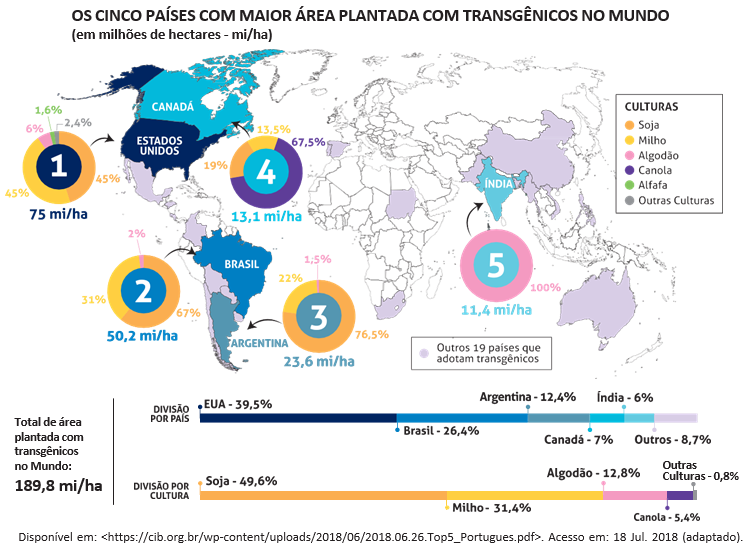 OS CINCO PAÍSES COM MAIOR ÁREA PLANTADA COM TRANSGÊNICOS NO MUNDO
(em milhões de hectares - mi/ha)
CANADÁ
ESTADOS
UNIDOS
1,6%
2,4%
6%
45%
45%
1
75 mi/ha
13,5%
67,5%
19%
4
13,1 mi/ha
CULTURAS
Soja
Milho
Algodão
Canola
Alfafa
Outras Culturas
ÍNDIA
5
100%
11,4 mi/ha
2%
31%
67%
2
50,2 mi/ha
BRASIL
1,5%
22%
76,5%
3
23,6 mi/ha
ARGENTINA
Outros 19 países que
adotam transgênicos
Total de área
plantada com
transgênicos
no Mundo:
189,8 mi/ha
DIVISÃO
POR PAÍS
EUA - 39,5%
Brasil - 26,4%
Argentina - 12,4%
Canadá - 7%
Índia - 6%
Outros - 8,7%
DIVISÃO POR
CULTURA
Soja - 49,6%
Milho - 31,4%
Algodão - 12,8%
Canola - 5,4%
Outras
Culturas - 0,8%
Disponível em: <https://cib.org.br/wp-content/uploads/2018/06/2018.06.26.Top5_Portugues.pdf>. Acesso em: 18 Jul. 2018 (adaptado).